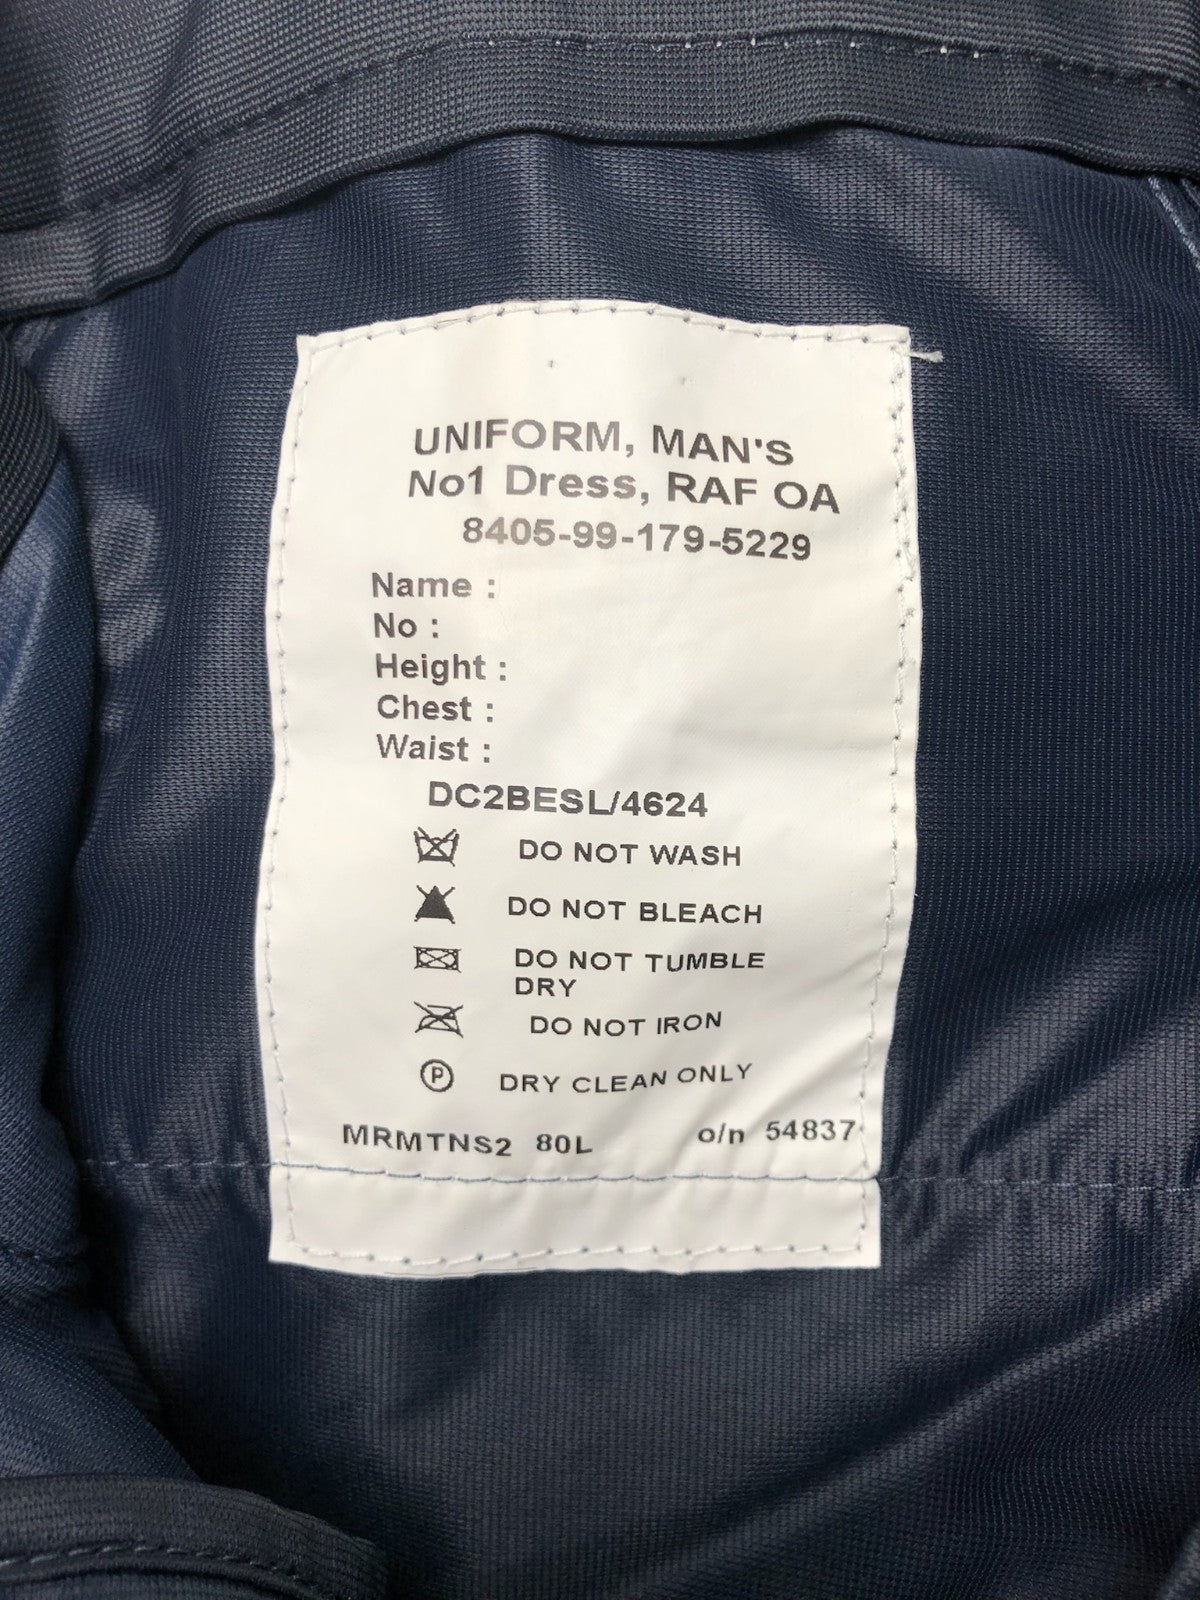 UNIFORM, MAN'S
No1 Dress, RAF OA
8405-99-179-5229
Name :
No :
Height :
Chest :
Waist :
DC2BESL/4624
DO NOT WASH
DO NOT BLEACH
DO NOT TUMBLE
DRY
DO NOT IRON
P DRY CLEAN ONLY
MRMTNS2 80L o/n 54837